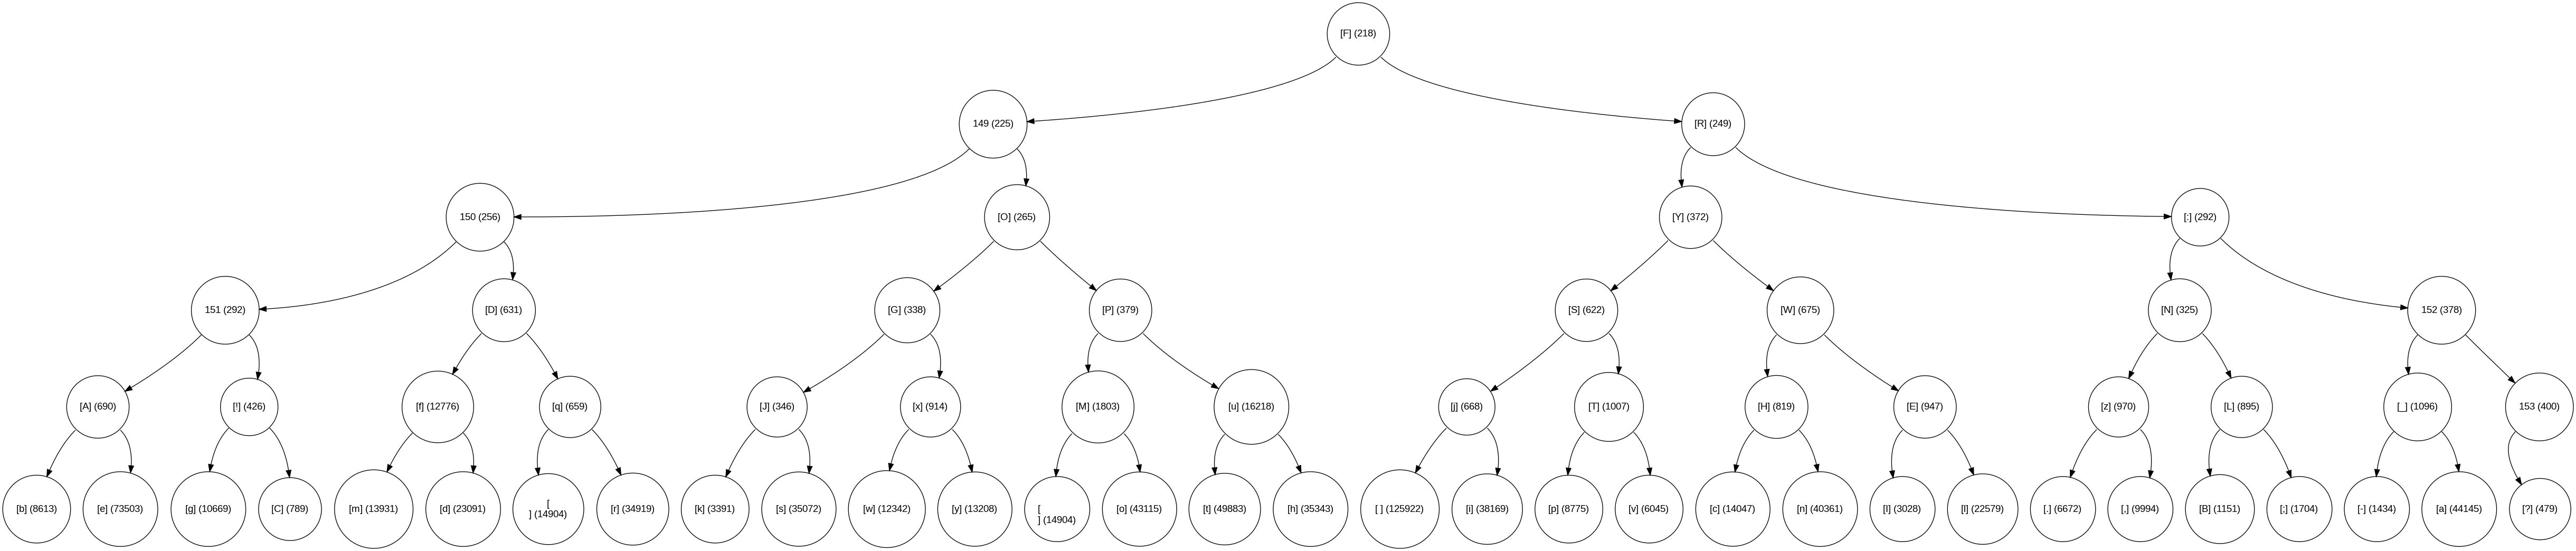 [F] (218)
149 (225)
[R] (249)
150 (256)
[O] (265)
[Y] (372)
[:] (292)
151 (292)
[D] (631)
[G] (338)
[P] (379)
[S] (622)
[W] (675)
[N] (325)
152 (378)
[A] (690)
[!] (426)
[f] (12776)
[q] (659)
[J] (346)
[x] (914)
[M] (1803)
[u] (16218)
[j] (668)
[T] (1007)
[H] (819)
[E] (947)
[z] (970)
[L] (895)
[_] (1096)
153 (400)
[b] (8613)
[e] (73503)
[g] (10669)
[C] (789)
[m] (13931)
[d] (23091)
[
] (14904)
[r] (34919)
[k] (3391)
[s] (35072)
[w] (12342)
[y] (13208)
[
] (14904)
[o] (43115)
[t] (49883)
[h] (35343)
[ ] (125922)
[i] (38169)
[p] (8775)
[v] (6045)
[c] (14047)
[n] (40361)
[I] (3028)
[l] (22579)
[.] (6672)
[,] (9994)
[B] (1151)
[;] (1704)
[-] (1434)
[a] (44145)
[?] (479)